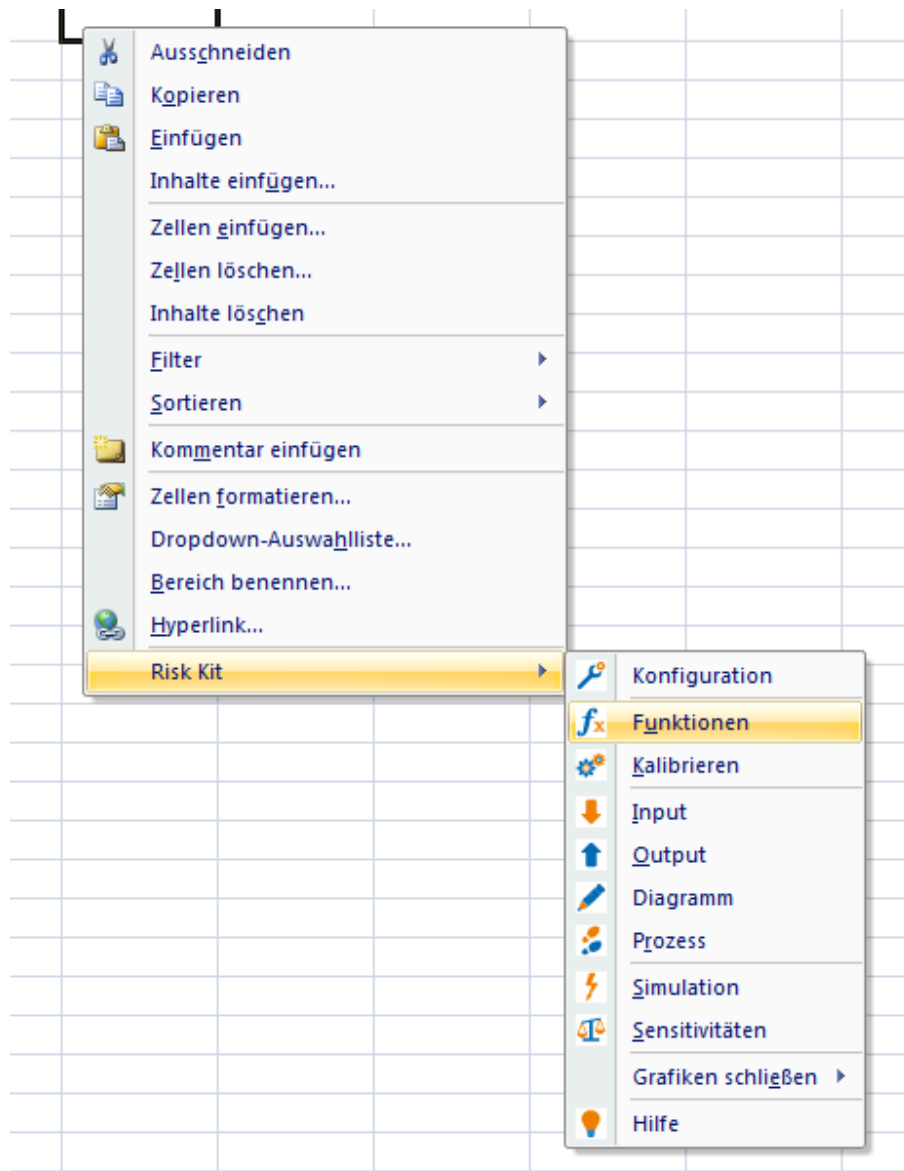 Ausschneiden
Kopieren
Einfügen
Inhalte einfügen...
Zellen einfügen...
Zellen löschen...
Inhalte löschen
Filter
Sortieren
Kommentar einfügen
Zellen formatieren...
Dropdown-Auswahlliste...
Bereich benennen...
Hyperlink...
Risk Kit
Konfiguration
fx Funktionen
Kalibrieren
Input
Output
Diagramm
Prozess
Simulation
Sensitivitäten
Grafiken schließen
Hilfe